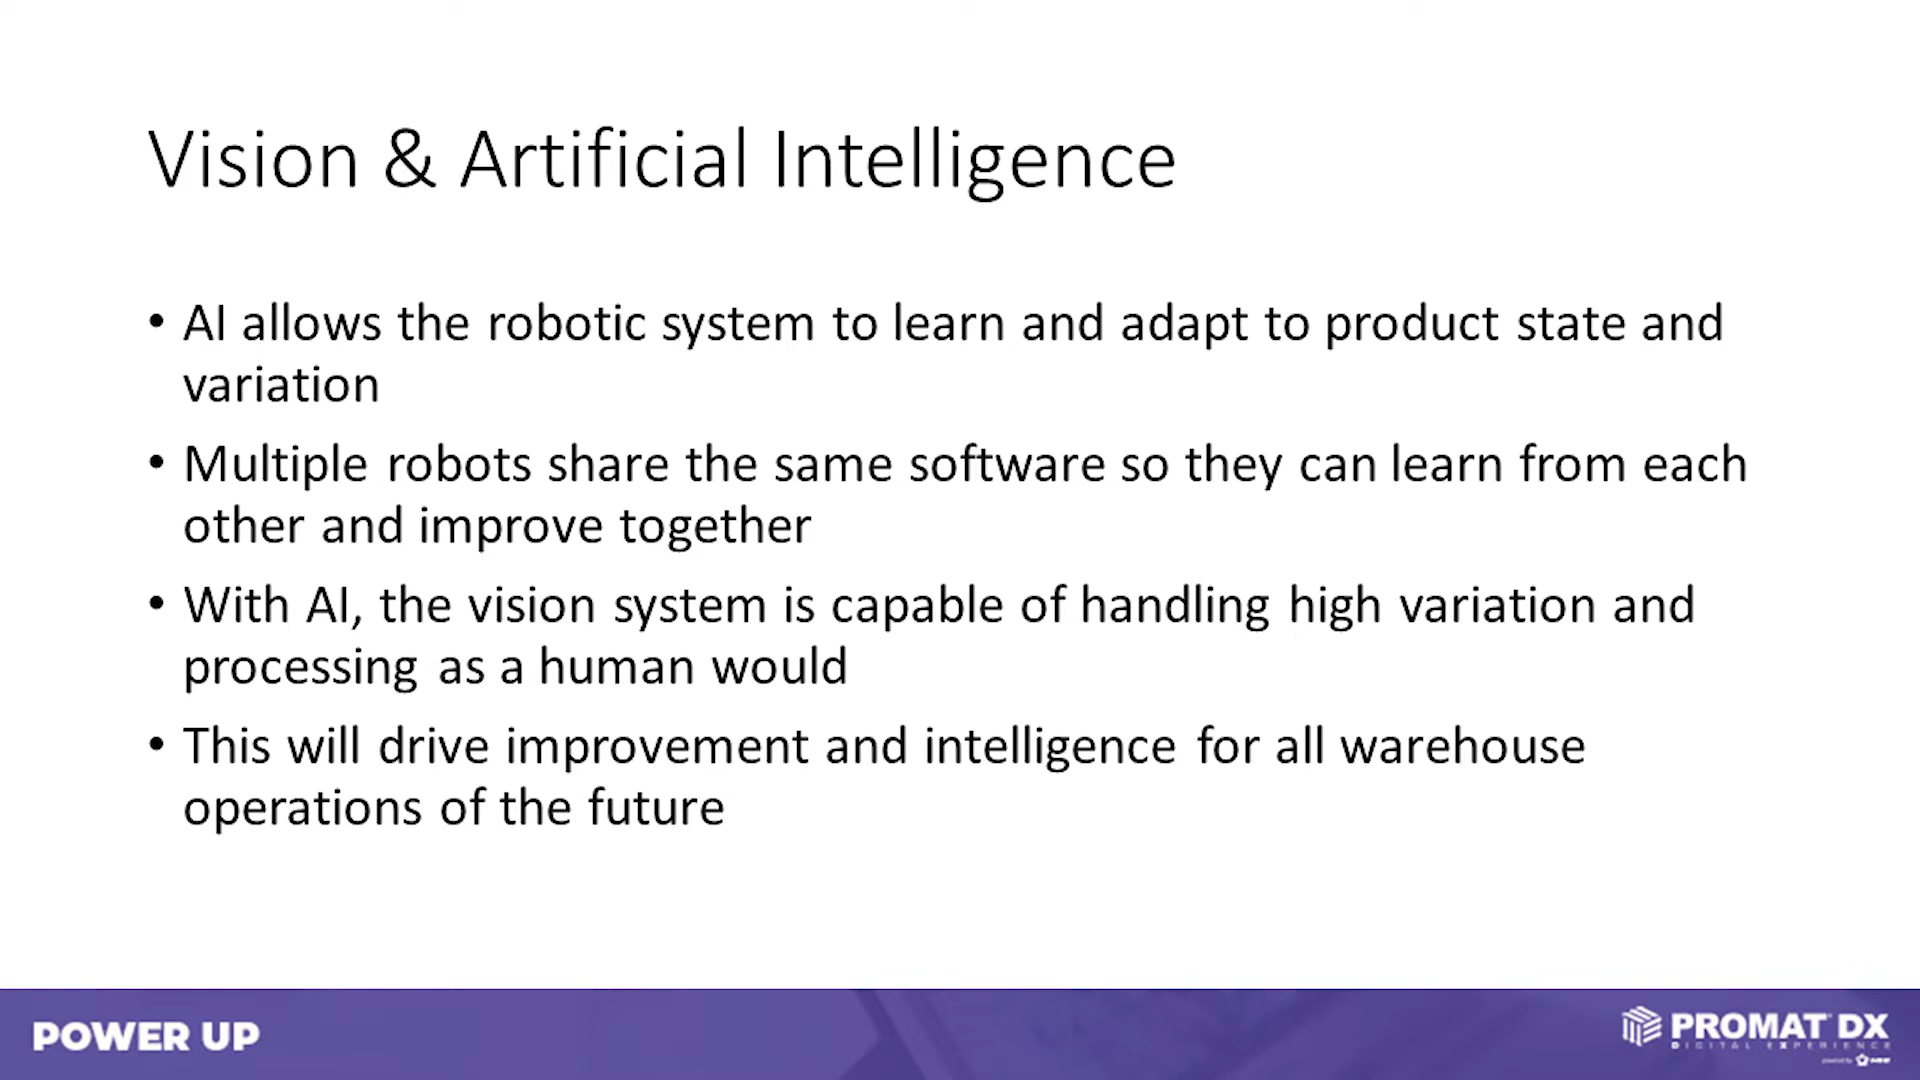 Vision & Artificial Intelligence
• AI allows the robotic system to learn and adapt to product state and
variation
• Multiple robots share the same software so they can learn from each
other and improve together
• With AI, the vision system is capable of handling high variation and
processing as a human would
• This will drive improvement and intelligence for all warehouse
operations of the future
POWER UP
PROMAT DX
DIGITAL EXPERIENCE